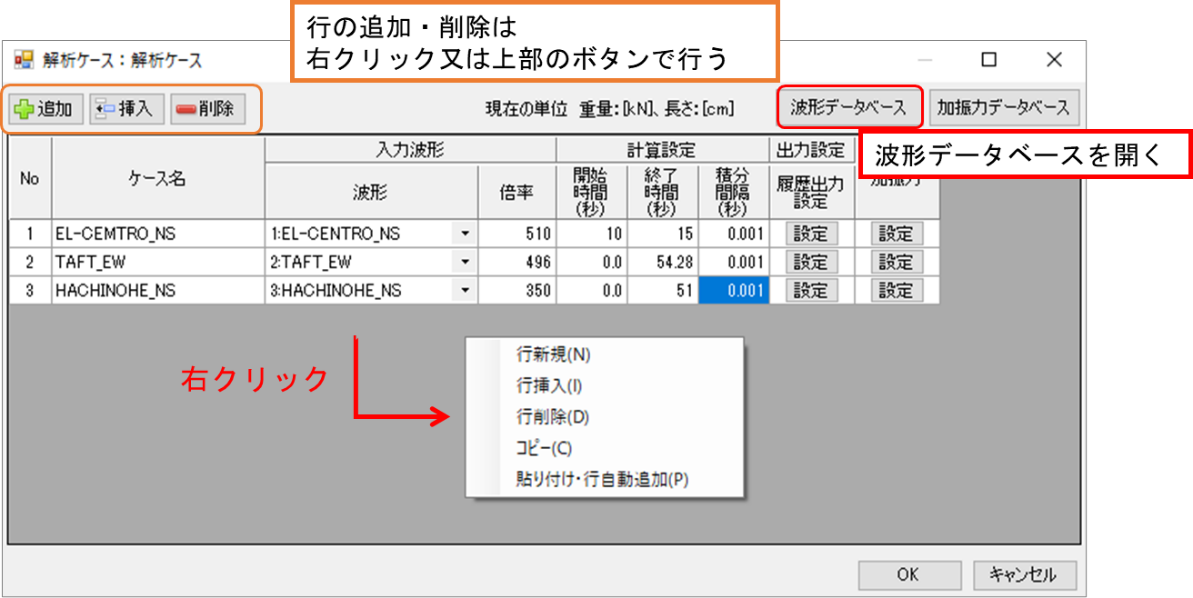 行の追加・削除は
右クリック又は上部のボタンで行う
解析ケース：解析ケース
追加 挿入 削除 現在の単位 重量：[kN]、長さ：[cm] 波形データベース 加振力データベース
波形データベースを開く
No ケース名 入力波形 計算設定 出力設定
波形 倍率 開始時間(秒) 終了時間(秒) 積分間隔(秒) 履歴出力設定
1 EL-CEMTRO_NS 1:EL-CENTRO_NS 510 10 15 0.001 設定 設定
2 TAFT_EW 2:TAFT_EW 496 0.0 54.28 0.001 設定 設定
3 HACHINOHE_NS 3:HACHINOHE_NS 350 0.0 51 0.001 設定 設定
右クリック
行新規(N)
行挿入(I)
行削除(D)
コピー(C)
貼り付け・行自動追加(P)
OK キャンセル